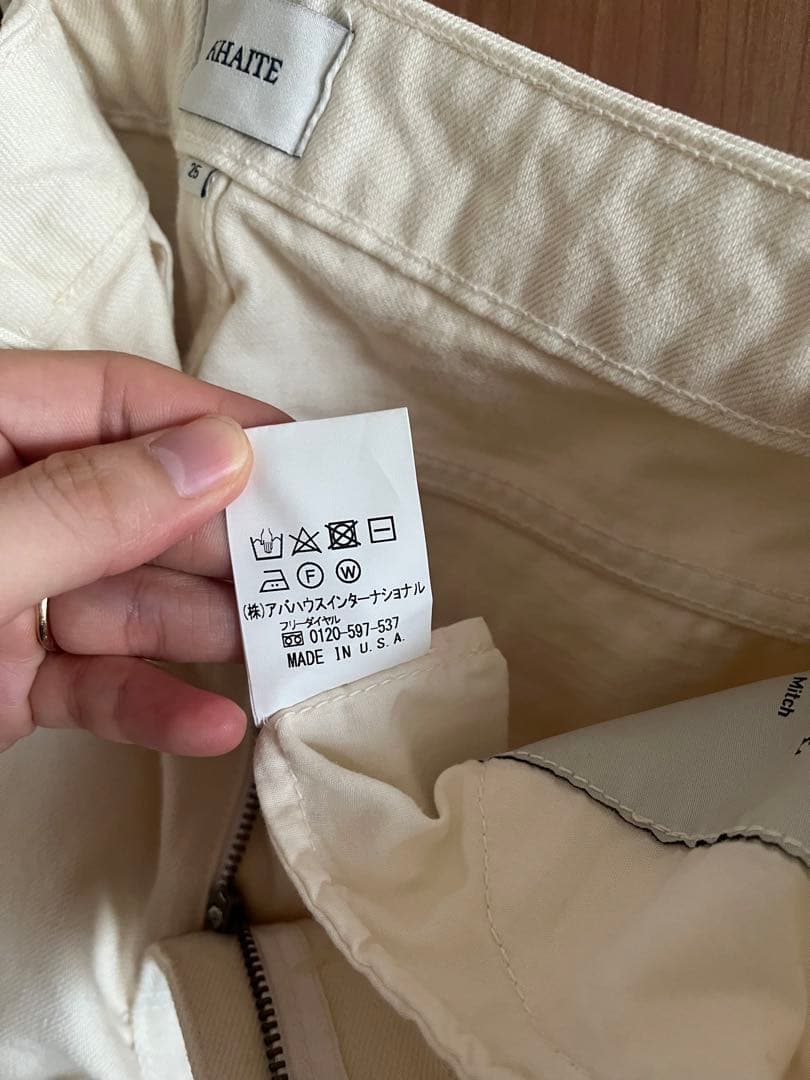 KHAITE
25
F W
(株)アバハウスインターナショナル
フリーダイヤル
0120-597-537
MADE IN U.S.A.
Mitch